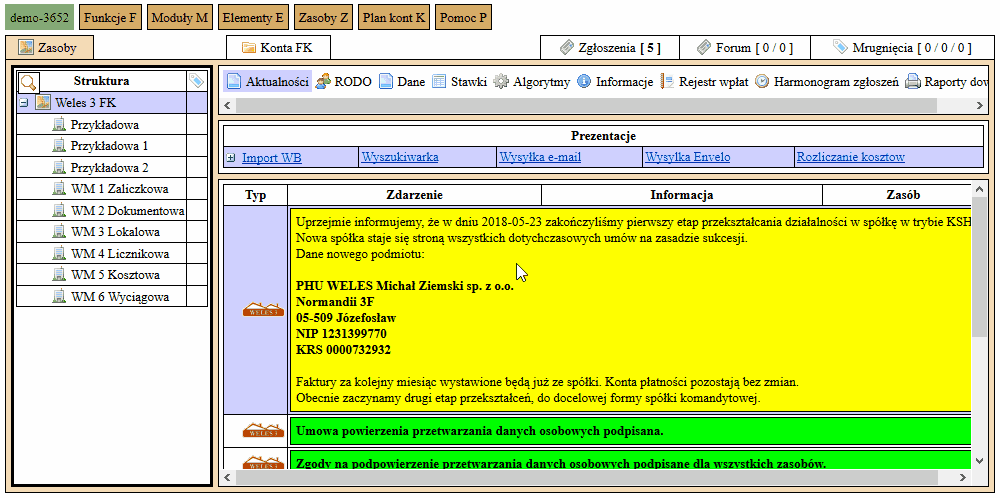 demo-3652 Funkcje F Moduły M Elementy E Zasoby Z Plan kont K Pomoc P
Zasoby Konta FK Zgłoszenia [ 5 ] Forum [ 0 / 0 ] Mrugnięcia [ 0 / 0 / 0 ]
Struktura
Weles 3 FK
Przykładowa
Przykładowa 1
Przykładowa 2
WM 1 Zaliczkowa
WM 2 Dokumentowa
WM 3 Lokalowa
WM 4 Licznikowa
WM 5 Kosztowa
WM 6 Wyciągowa
Aktualności RODO Dane Stawki Algorytmy Informacje Rejestr wpłat Harmonogram zgłoszeń Raporty dow
Prezentacje
Import WB Wyszukiwarka Wysyłka e-mail Wysyłka Envelo Rozliczanie kosztow
Typ Zdarzenie Informacja Zasób
Uprzejmie informujemy, że w dniu 2018-05-23 zakończyliśmy pierwszy etap przekształcania działalności w spółkę w trybie KSH
Nowa spółka staje się stroną wszystkich dotychczasowych umów na zasadzie sukcesji.
Dane nowego podmiotu:
PHU WELES Michał Ziemski sp. z o.o.
Normandii 3F
05-509 Józefosław
NIP 1231399770
KRS 0000732932
Faktury za kolejny miesiąc wystawione będą już ze spółki. Konta płatności pozostają bez zmian.
Obecnie zaczynamy drugi etap przekształceń, do docelowej formy spółki komandytowej.
WELES 3
WELES 3
Umowa powierzenia przetwarzania danych osobowych podpisana.
WELES 3
Zgody na podpowierzenie przetwarzania danych osobowych podpisane dla wszystkich zasobów.